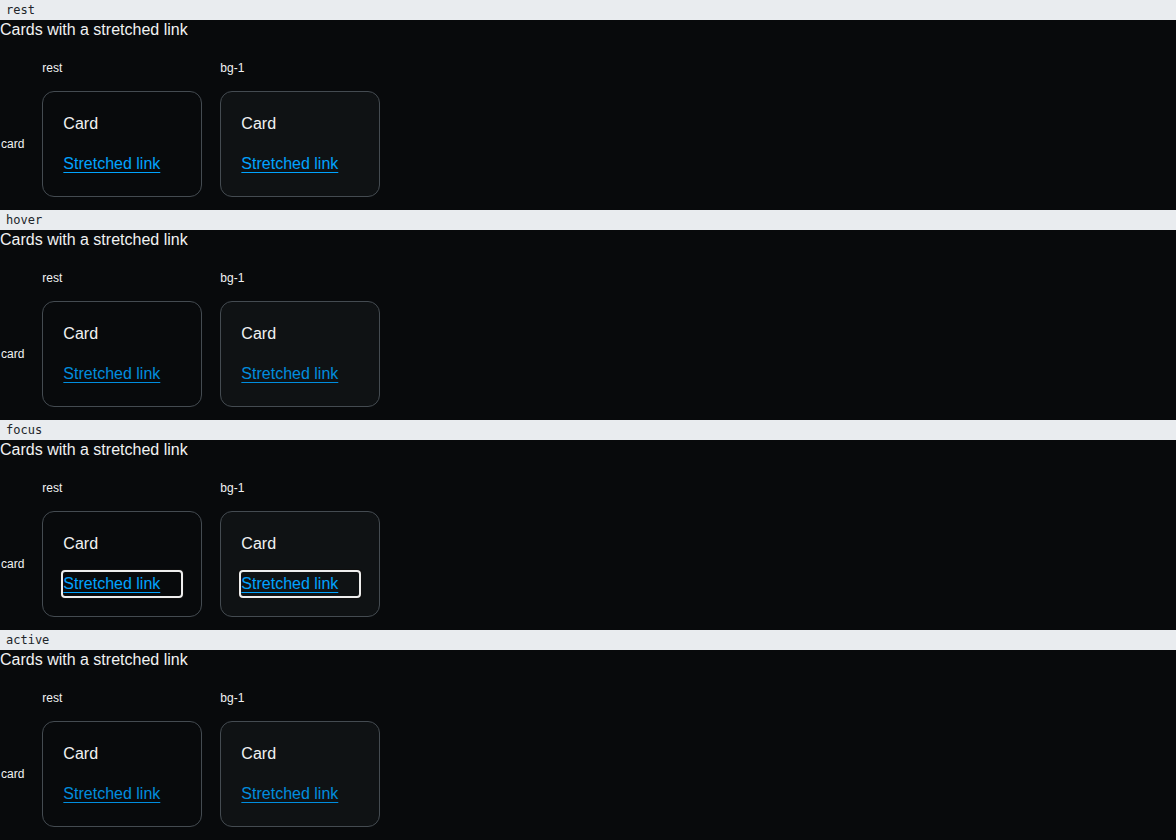 rest
Cards with a stretched link
rest bg-1
Card Card
card
Stretched link Stretched link
hover
Cards with a stretched link
rest bg-1
Card Card
card
Stretched link Stretched link
focus
Cards with a stretched link
rest bg-1
Card Card
card
Stretched link Stretched link
active
Cards with a stretched link
rest bg-1
Card Card
card
Stretched link Stretched link